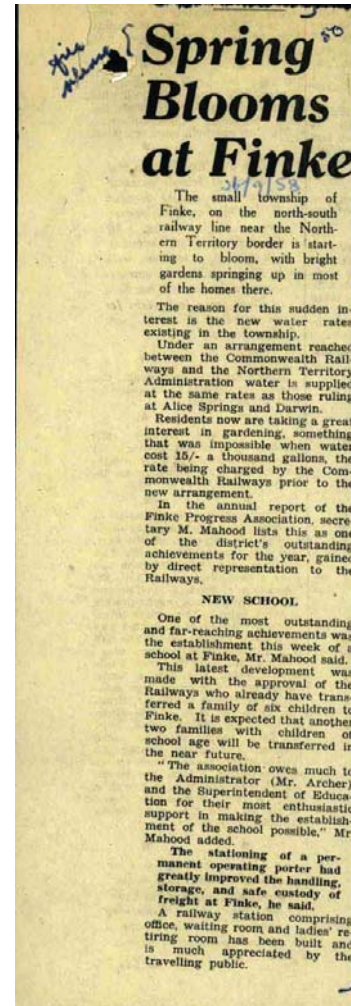 50
Spring
Blooms
at Finke
26/9/58
The small township of
Finke, on the north-south
railway line near the North-
ern Territory border is start-
ing to bloom, with bright
gardens springing up in most
of the homes there.
The reason for this sudden in-
terest is the new water rates
existing in the township.
Under an arrangement reached
between the Commonwealth Rail-
ways and the Northern Territory
Administration water is supplied
at the same rates as those ruling
at Alice Springs and Darwin.
Residents now are taking a great
interest in gardening, something
that was impossible when water
cost 15/- a thousand gallons, the
rate being charged by the Com-
monwealth Railways prior to the
new arrangement.
In the annual report of the
Finke Progress Association, secre-
tary M. Mahood lists this as one
of the district's outstanding
achievements for the year, gained
by direct representation to the
Railways.
NEW SCHOOL
One of the most outstanding
and far-reaching achievements was
the establishment this week of a
school at Finke, Mr. Mahood said.
This latest development was
made with the approval of the
Railways who already have trans-
ferred a family of six children to
Finke. It is expected that another
two families with children of
school age will be transferred in
the near future.
"The association owes much to
the Administrator (Mr. Archer)
and the Superintendent of Educa-
tion for their most enthusiastic
support in making the establish-
ment of the school possible," Mr
Mahood added.
The stationing of a per-
manent operating porter had
greatly improved the handling,
storage, and safe custody of
freight at Finke, he said.
A railway station comprising
office, waiting room and ladies' re-
tiring room has been built and
is much appreciated by the
travelling public.